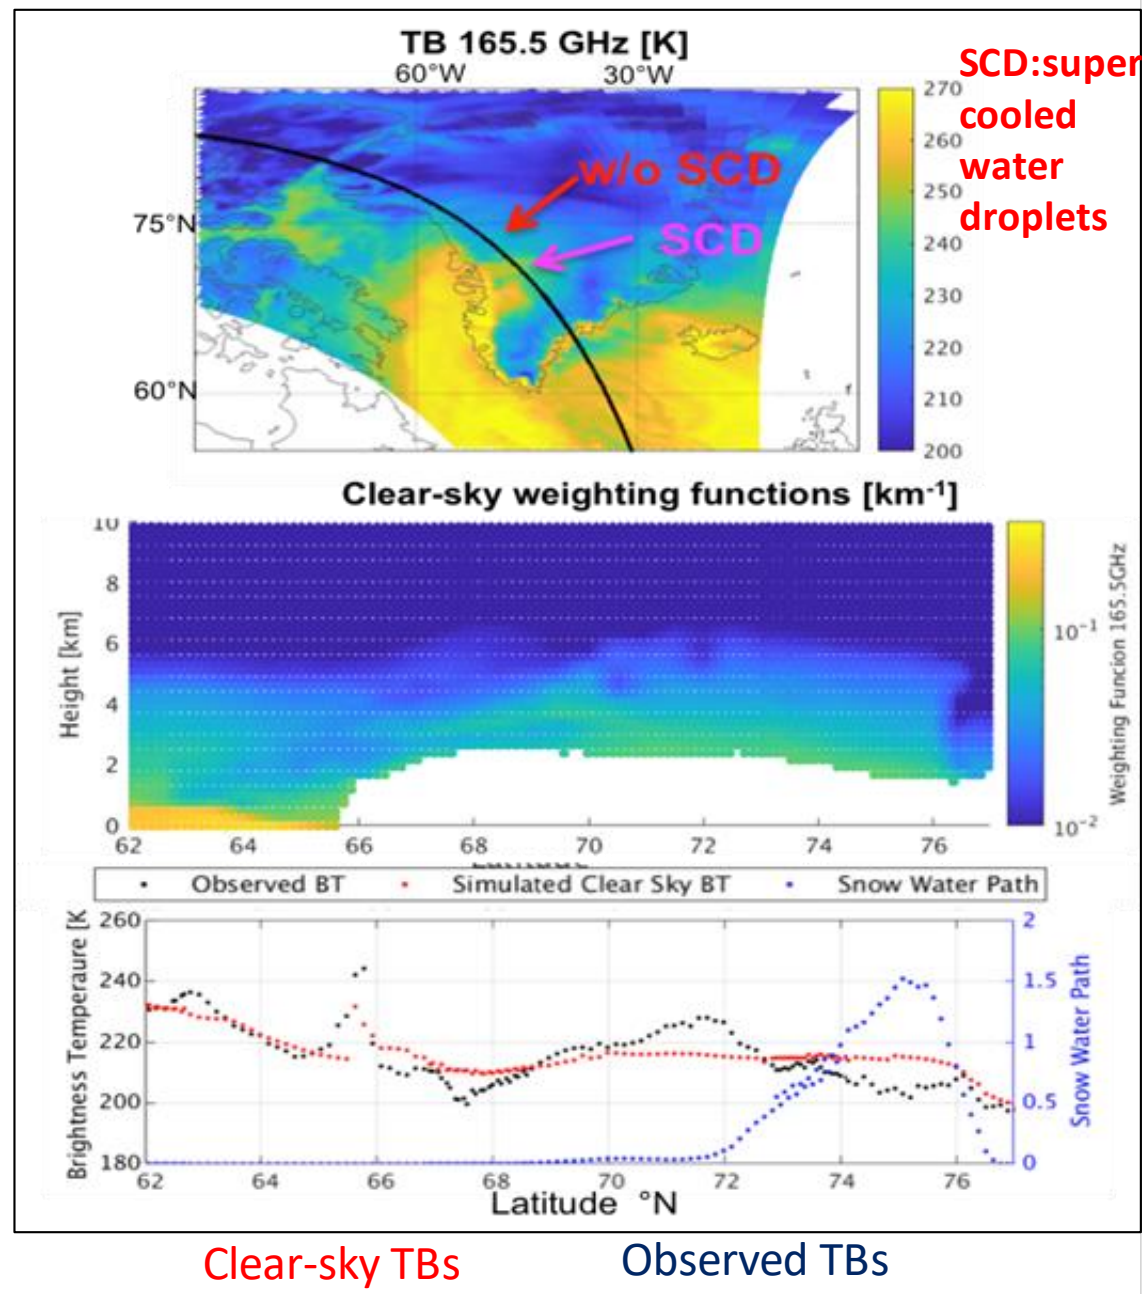 TB 165.5 GHz [K]
60°W 30°W
SCD:super
cooled
water
droplets
270
260
250
240
230
220
210
200
w/o SCD
SCD
75°N
60°N
Clear-sky weighting functions [km-1]
10
8
6
4
2
0
Height [km]
62 64 66 68 70 72 74 76
10-1
10-2
Weighting Funcion 165.5GHz
Observed BT Simulated Clear Sky BT Snow Water Path
260
240
220
200
180
Brightness Temperaure [K
2
1.5
1
0.5
0
Snow Water Path
62 64 66 68 70 72 74 76
Latitude °N
Clear-sky TBs Observed TBs